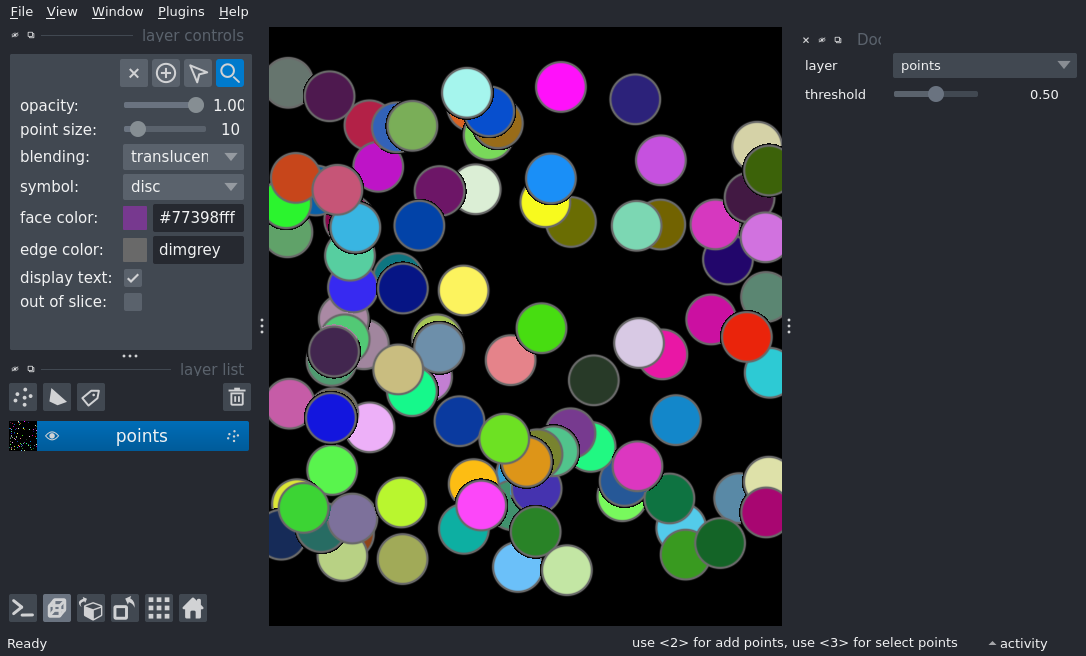 File View Window Plugins Help
layer controls
opacity: 1.00
point size: 10
blending: translucen
symbol: disc
face color: #77398fff
edge color: dimgrey
display text:
out of slice:
layer list
points
Ready
Doc
layer points
threshold 0.50
use <2> for add points, use <3> for select points
activity